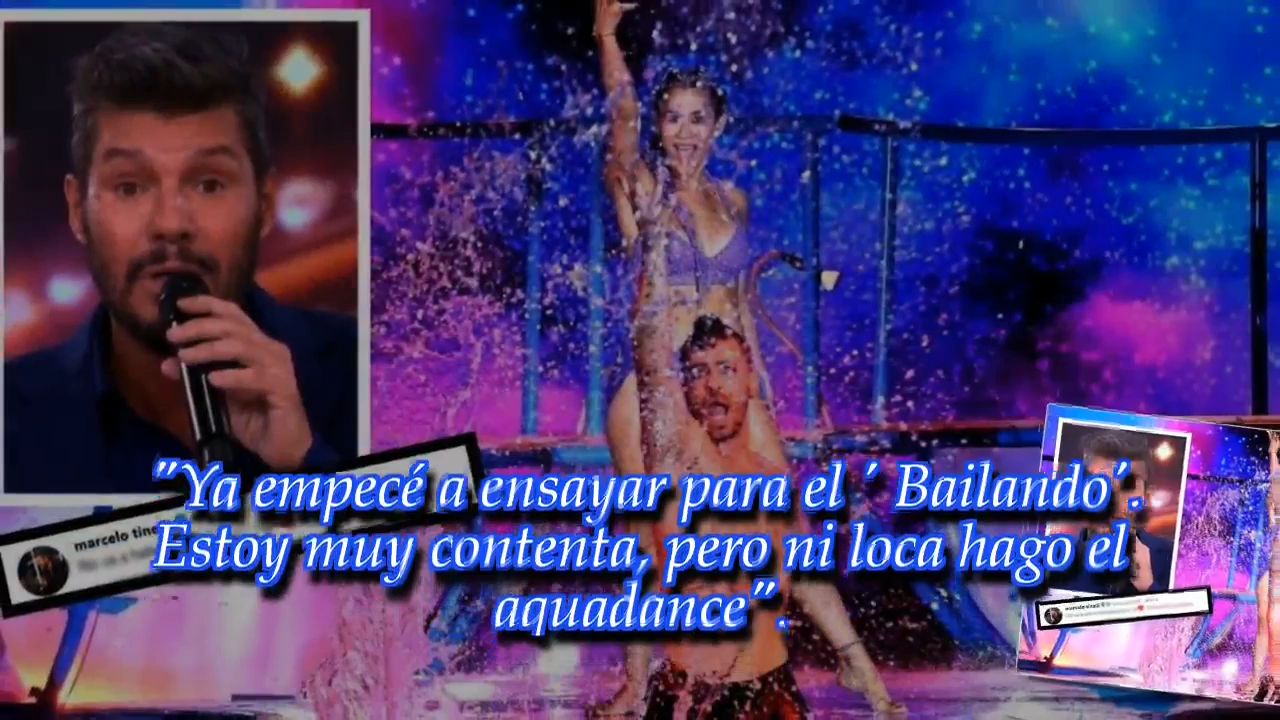 "Ya empecé a ensayar para el ´ Bailando´.
Estoy muy contenta, pero ni loca hago el
aquadance".
marcelo tine